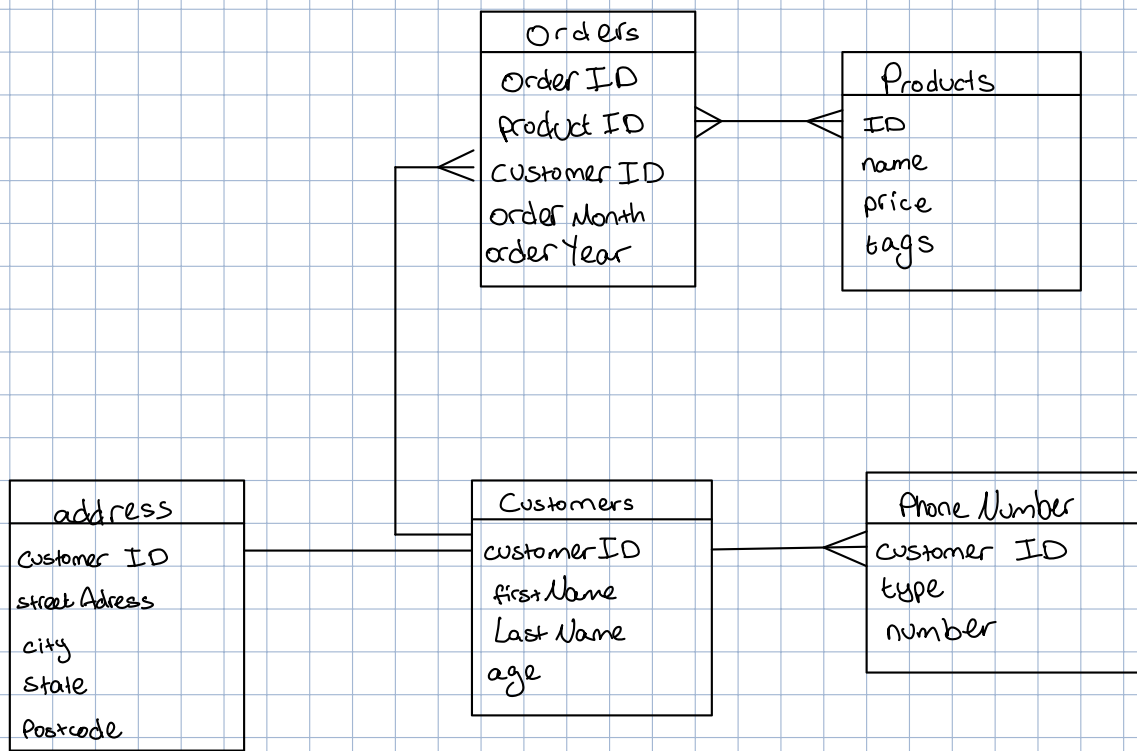 Orders
Order ID
product ID
customer ID
order Month
order Year
Products
ID
name
price
tags
address
Customer ID
street Adress
city
State
Postcode
Customers
customer ID
first Name
Last Name
age
Phone Number
Customer ID
type
number